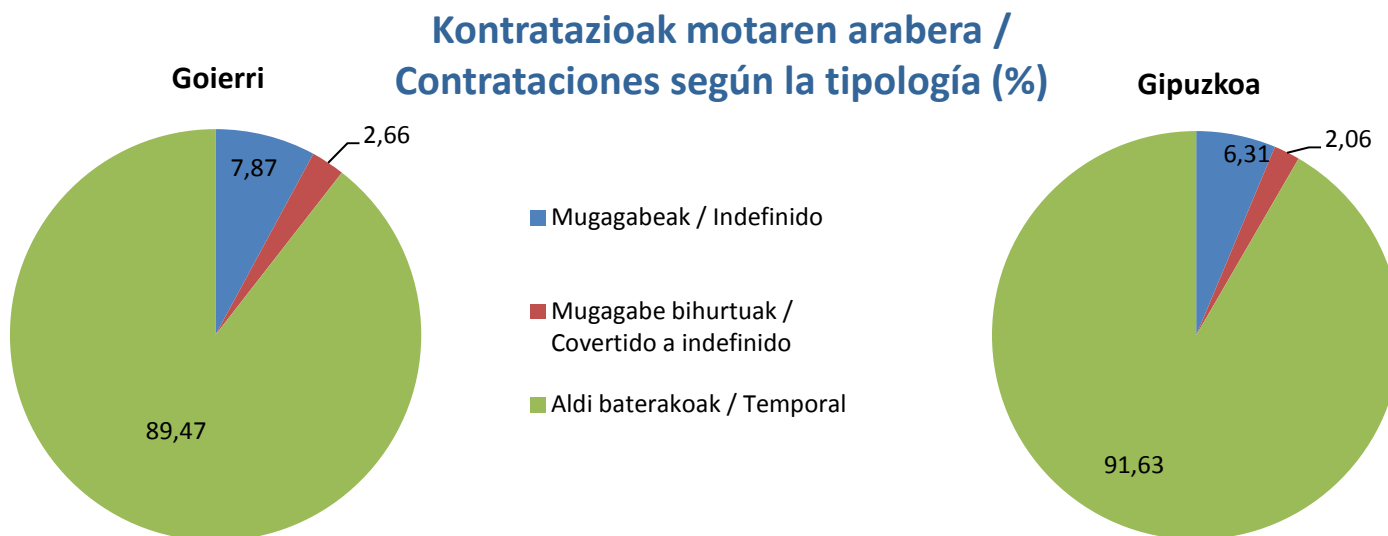 Kontratazioak motaren arabera /
Contrataciones según la tipología (%)
Goierri
7,87
2,66
89,47
Mugagabeak / Indefinido
Mugagabe bihurtuak /
Covertido a indefinido
Aldi baterakoak / Temporal
Gipuzkoa
6,31
2,06
91,63